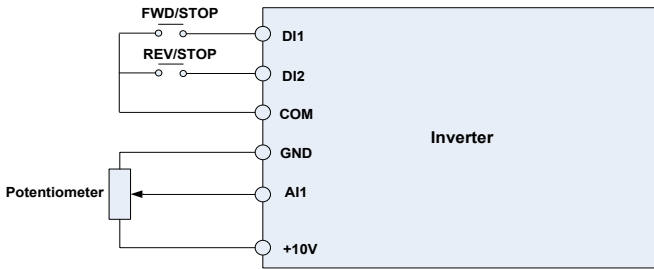 FWD/STOP
DI1
REV/STOP
DI2
COM
Inverter
GND
Potentiometer
AI1
+10V